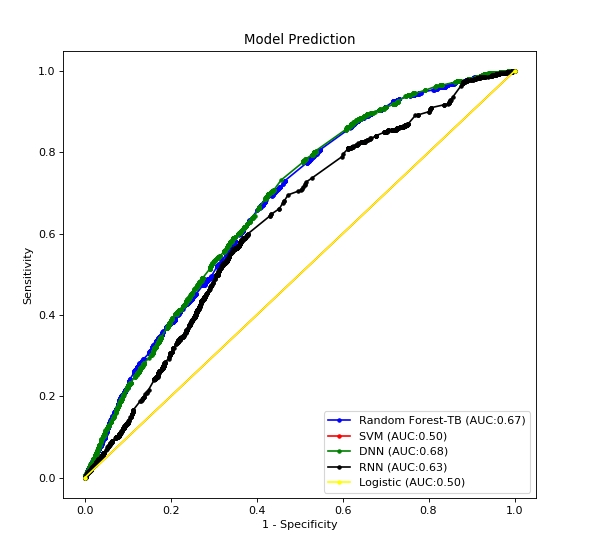 Model Prediction
1.0
0.8
0.6
0.4
0.2
0.0
Sensitivity
Random Forest-TB (AUC:0.67)
SVM (AUC:0.50)
DNN (AUC:0.68)
RNN (AUC:0.63)
Logistic (AUC:0.50)
0.0 0.2 0.4 0.6 0.8 1.0
1 - Specificity